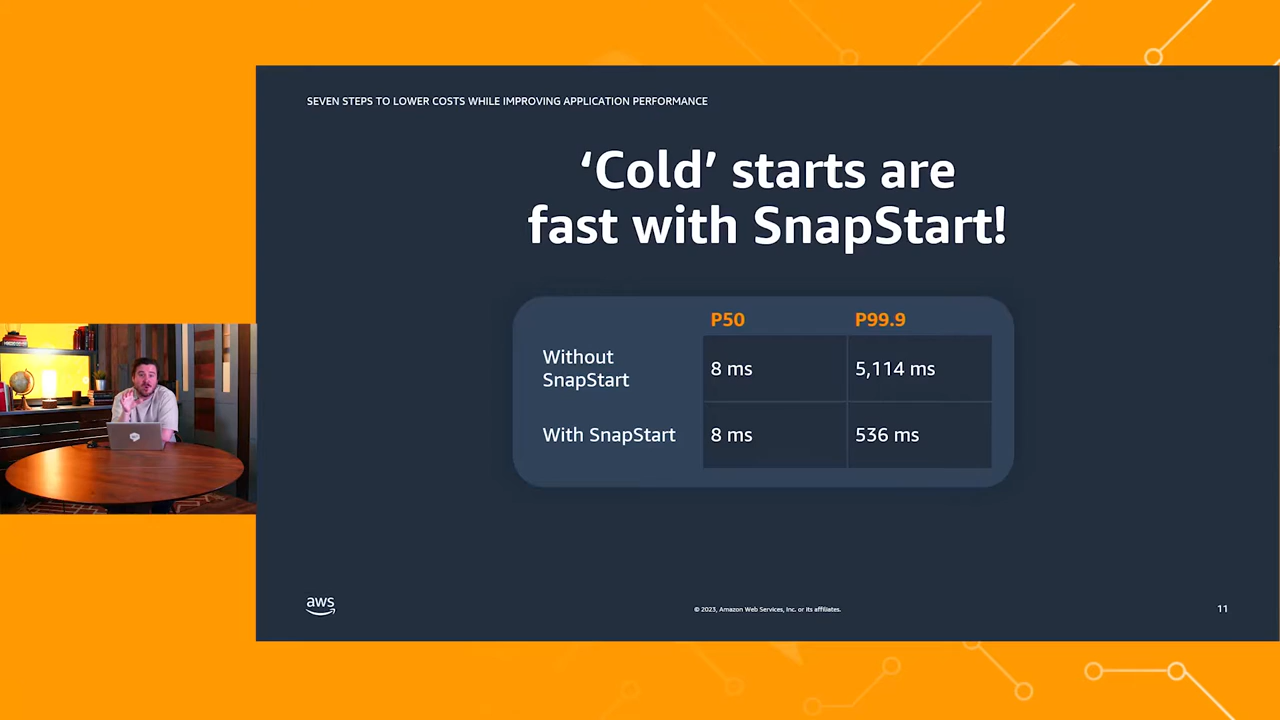 SEVEN STEPS TO LOWER COSTS WHILE IMPROVING APPLICATION PERFORMANCE
‘Cold’ starts are
fast with SnapStart!
P50 P99.9
Without
SnapStart
8 ms 5,114 ms
With SnapStart 8 ms 536 ms
aws
© 2023, Amazon Web Services, Inc. or its affiliates.
11